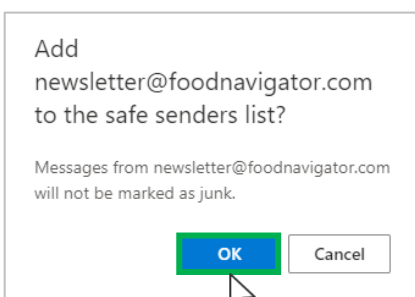 Add
newsletter@foodnavigator.com
to the safe senders list?
Messages from newsletter@foodnavigator.com
will not be marked as junk.
OK Cancel